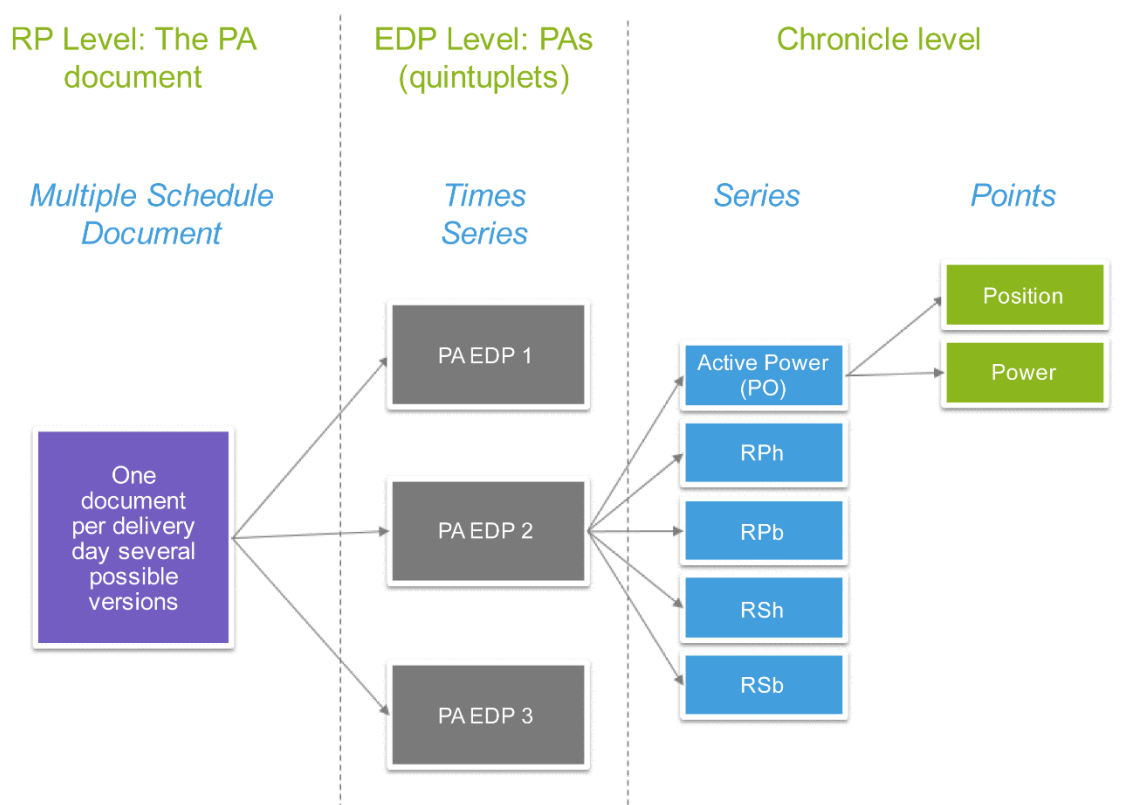 RP Level: The PA
document
EDP Level: PAs
(quintuplets)
Chronicle level
Multiple Schedule
Document
Times
Series
Series
Points
One
document
per delivery
day several
possible
versions
PA EDP 1
PA EDP 2
PA EDP 3
Active Power
(PO)
RPh
RPb
RSh
RSb
Position
Power